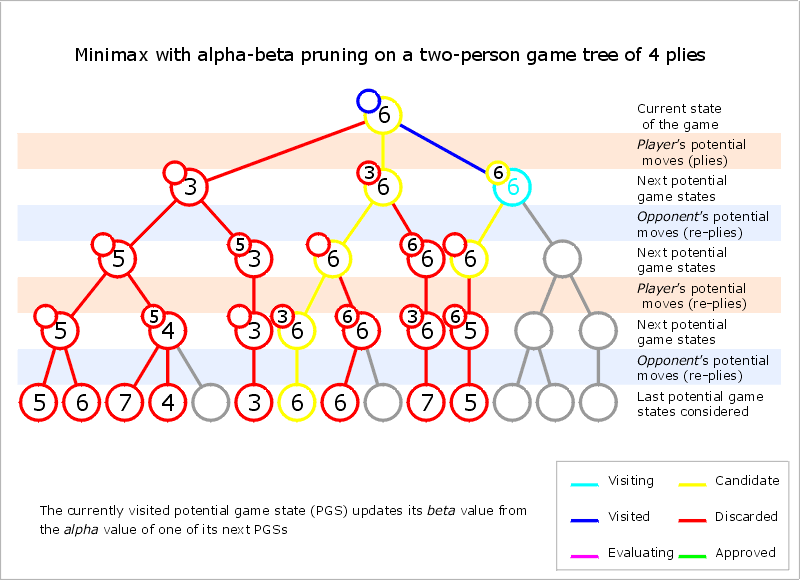 Minimax with alpha-beta pruning on a two-person game tree of 4 plies
6
Current state
of the game
Player's potential
moves (plies)
3
3
6
6
6
Next potential
game states
Opponent's potential
moves (re-plies)
5
5
3
6
6
6
6
Next potential
game states
Player's potential
moves (re-plies)
5
5
4
3
3
6
6
6
3
6
6
5
Next potential
game states
Opponent's potential
moves (re-plies)
5
6
7
4
3
6
6
7
5
Last potential game
states considered
The currently visited potential game state (PGS) updates its beta value from
the alpha value of one of its next PGSs
Visiting
Candidate
Visited
Discarded
Evaluating
Approved